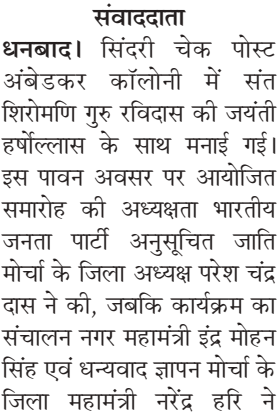 संवाददाता
धनबाद। सिंदरी चेक पोस्ट
अंबेडकर कॉलोनी में संत
शिरोमणि गुरु रविदास की जयंती
हर्षोल्लास के साथ मनाई गई।
इस पावन अवसर पर आयोजित
समारोह की अध्यक्षता भारतीय
जनता पार्टी अनुसूचित जाति
मोर्चा के जिला अध्यक्ष परेश चंद्र
दास ने की, जबकि कार्यक्रम का
संचालन नगर महामंत्री इंद्र मोहन
सिंह एवं धन्यवाद ज्ञापन मोर्चा के
जिला महामंत्री नरेंद्र हरि ने